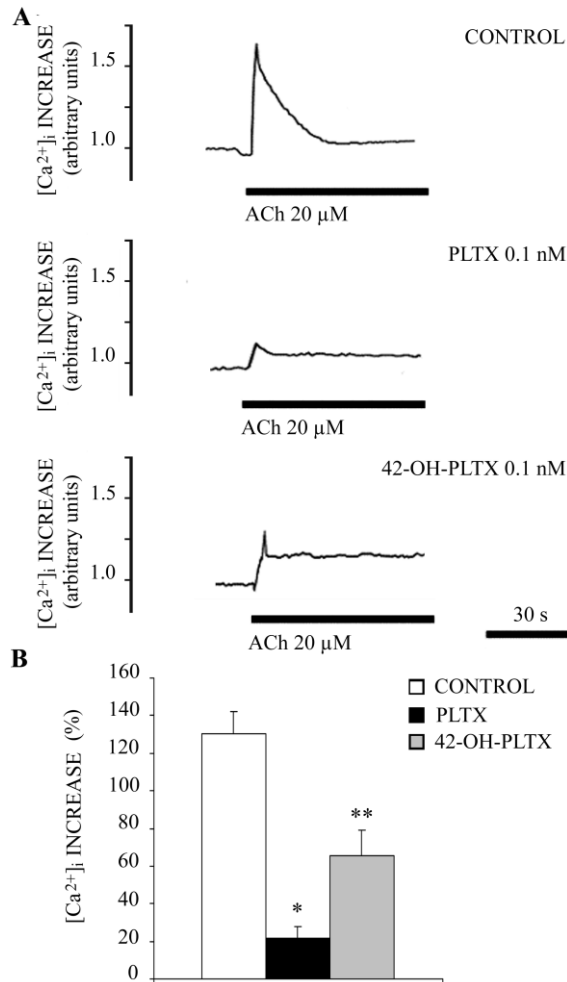 A
CONTROL
[Ca²⁺]ᵢ INCREASE
(arbitrary units)
1.5
1.0
ACh 20 µM
PLTX 0.1 nM
[Ca²⁺]ᵢ INCREASE
(arbitrary units)
1.5
1.0
ACh 20 µM
42-OH-PLTX 0.1 nM
[Ca²⁺]ᵢ INCREASE
(arbitrary units)
1.5
1.0
30 s
ACh 20 µM
B
[Ca²⁺]ᵢ INCREASE (%)
160
140
120
100
80
60
40
20
0
CONTROL
PLTX
42-OH-PLTX
*
**